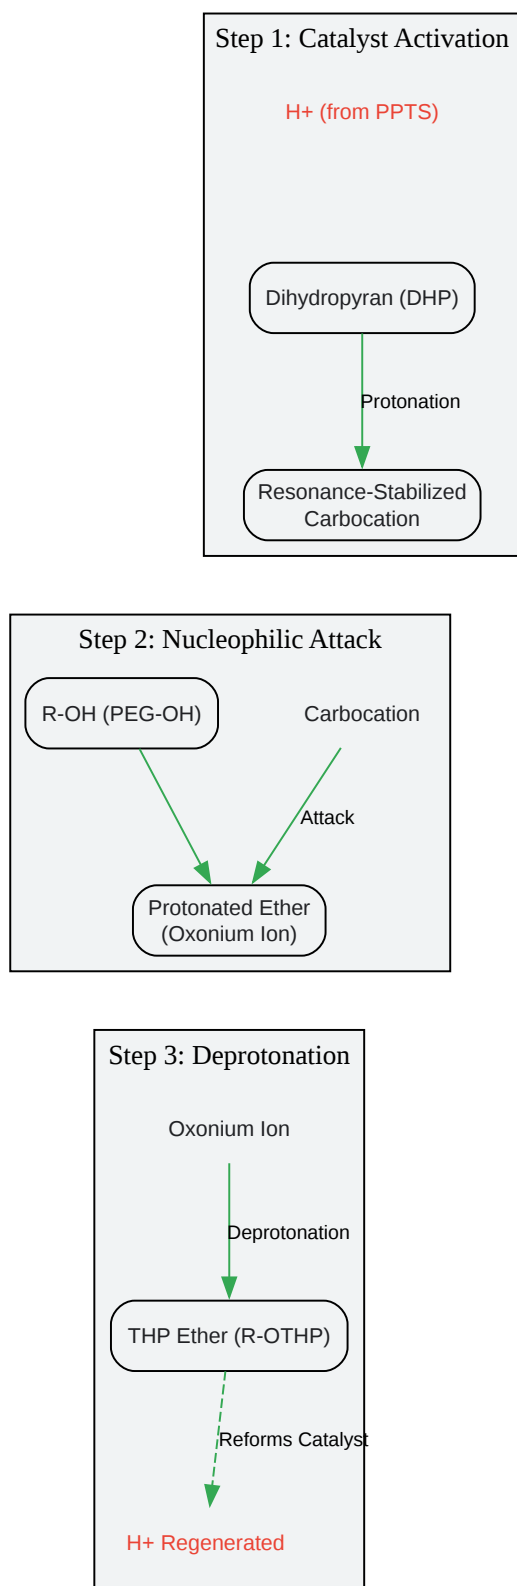 Step 1: Catalyst Activation
H+ (from PPTS)
Dihydropyran (DHP)
Protonation
Resonance-Stabilized
Carbocation
Step 2: Nucleophilic Attack
R-OH (PEG-OH)
Carbocation
Attack
Protonated Ether
(Oxonium Ion)
Step 3: Deprotonation
Oxonium Ion
Deprotonation
THP Ether (R-OTHP)
Reforms Catalyst
H+ Regenerated